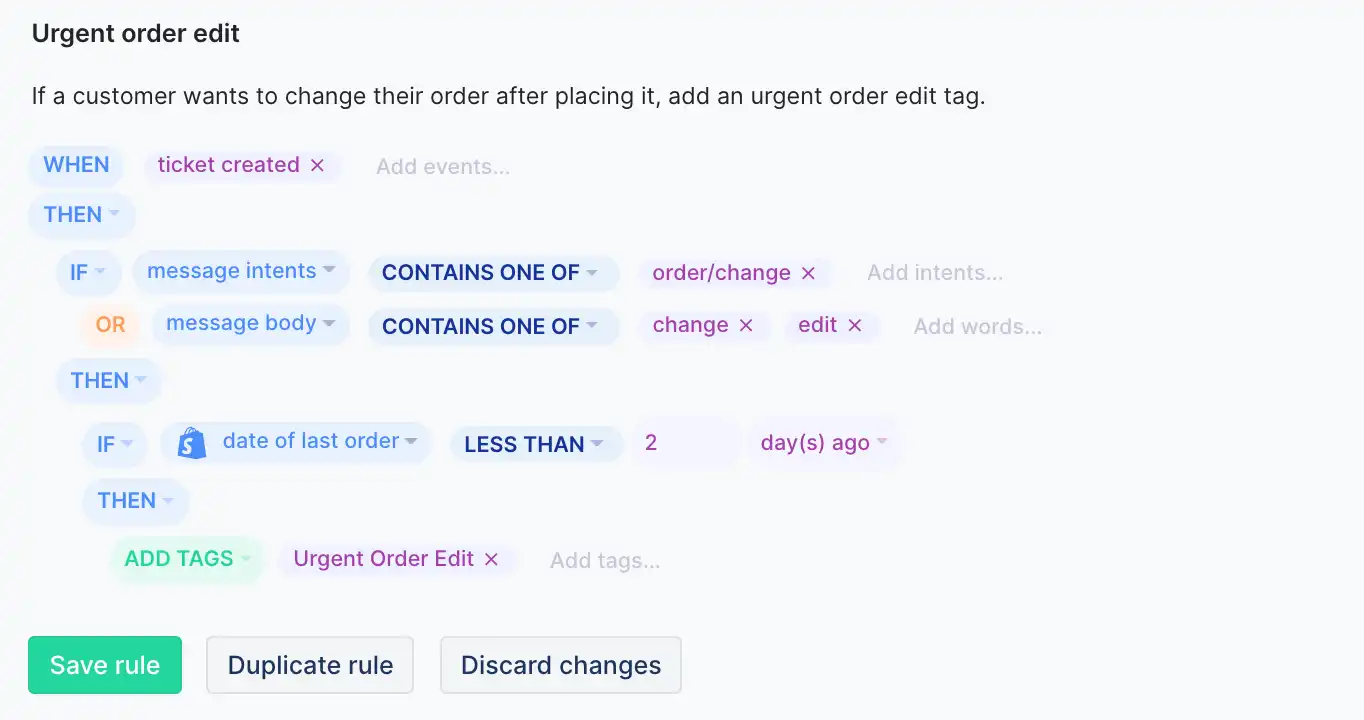 Urgent order edit
If a customer wants to change their order after placing it, add an urgent order edit tag.
WHEN ticket created × Add events...
THEN
IF message intents CONTAINS ONE OF order/change × Add intents...
OR message body CONTAINS ONE OF change × edit × Add words...
THEN
IF S date of last order LESS THAN 2 day(s) ago
THEN
ADD TAGS Urgent Order Edit × Add tags...
Save rule Duplicate rule Discard changes